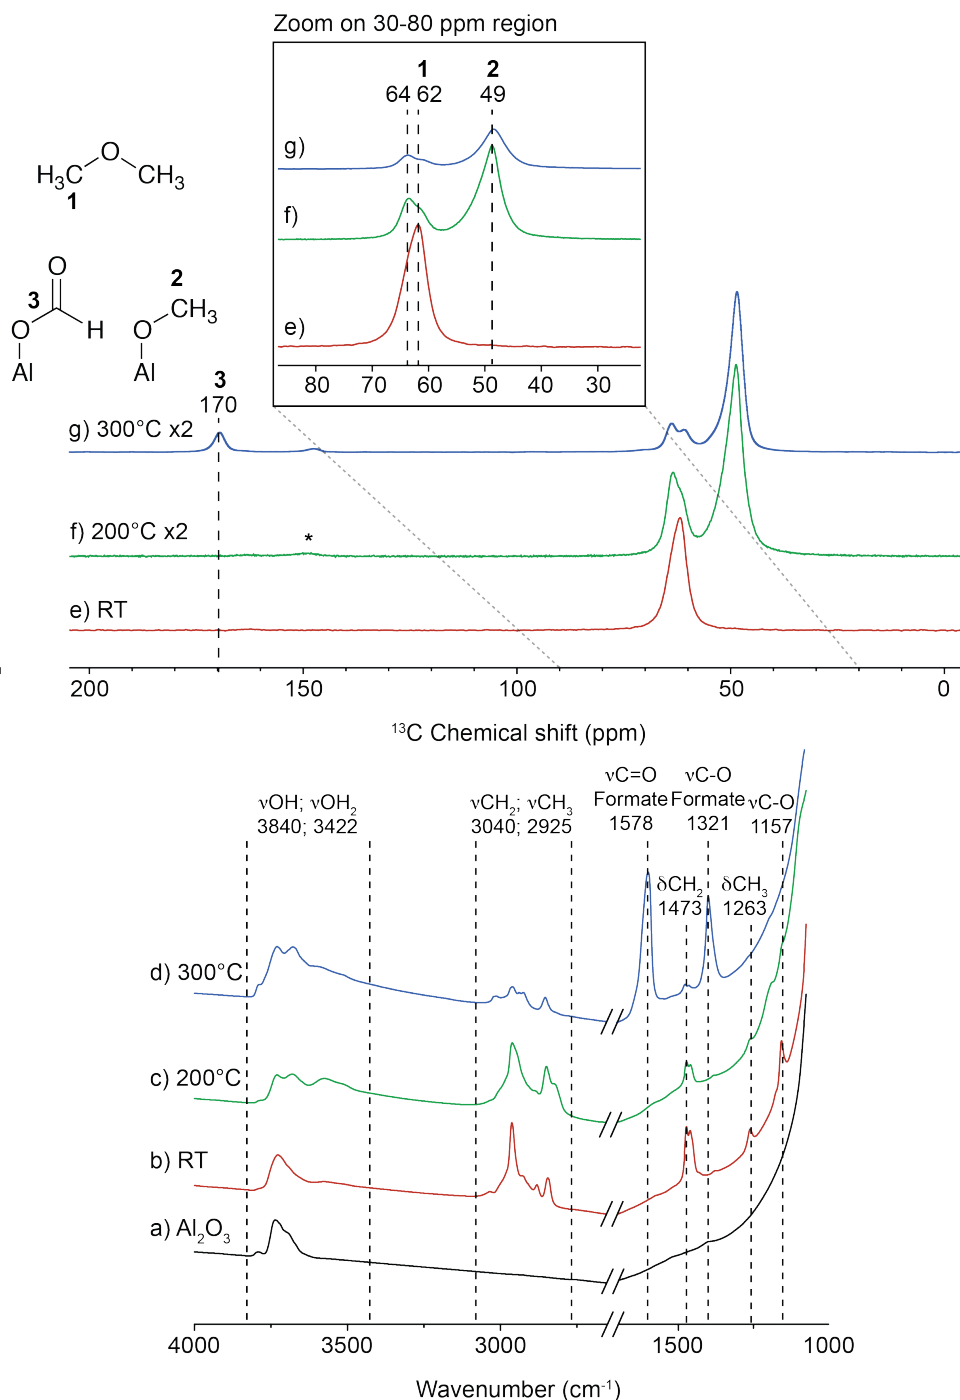 Zoom on 30-80 ppm region
1 2
64 62 49
g)
f)
e)
80 70 60 50 40 30
O
H₃C CH₃
1
O
3
O H
Al
2
O CH₃
Al
3
170
g) 300°C x2
f) 200°C x2
*
e) RT
200 150 100 50 0
¹³C Chemical shift (ppm)
νOH; νOH₂
3840; 3422
νCH₂; νCH₃
3040; 2925
νC=O
Formate
1578
νC-O
Formate
1321
νC-O
1157
δCH₂
1473
δCH₃
1263
d) 300°C
c) 200°C
b) RT
a) Al₂O₃
4000 3500 3000 1500 1000
Wavenumber (cm⁻¹)